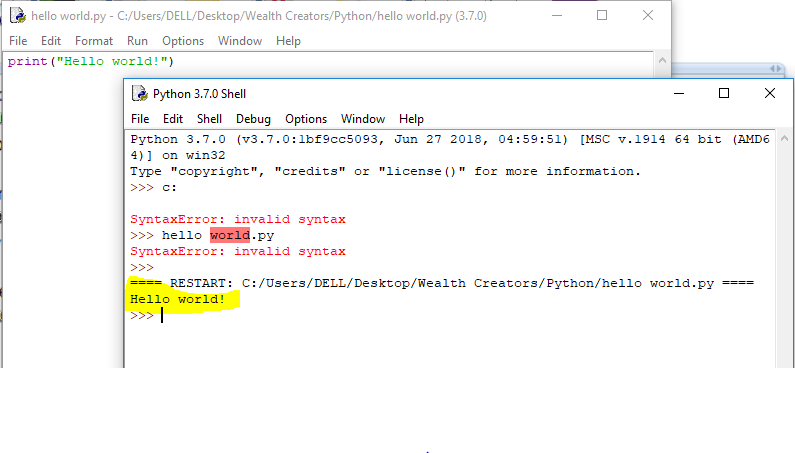 hello world.py - C:/Users/DELL/Desktop/Wealth Creators/Python/hello world.py (3.7.0)
File Edit Format Run Options Window Help
print("Hello world!")
Python 3.7.0 Shell
File Edit Shell Debug Options Window Help
Python 3.7.0 (v3.7.0:1bf9cc5093, Jun 27 2018, 04:59:51) [MSC v.1914 64 bit (AMD6
4)] on win32
Type "copyright", "credits" or "license()" for more information.
>>> c:
SyntaxError: invalid syntax
>>> hello world.py
SyntaxError: invalid syntax
>>>
==== RESTART: C:/Users/DELL/Desktop/Wealth Creators/Python/hello world.py ====
Hello world!
>>>